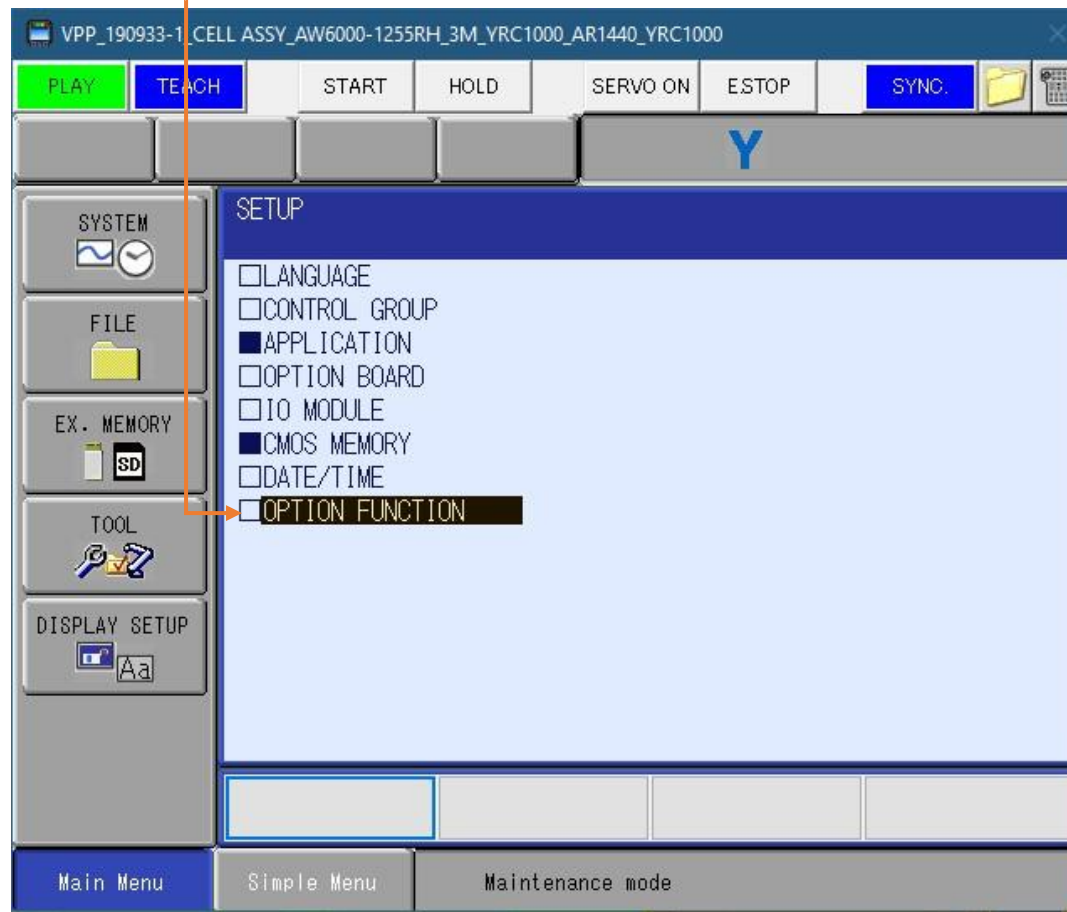 VPP_190933-1_CELL ASSY_AW6000-1255RH_3M_YRC1000_AR1440_YRC1000
PLAY TEACH START HOLD SERVO ON ESTOP SYNC.
Y
SYSTEM
FILE
EX. MEMORY
SD
TOOL
DISPLAY SETUP
Aa
SETUP
LANGUAGE
CONTROL GROUP
APPLICATION
OPTION BOARD
IO MODULE
CMOS MEMORY
DATE/TIME
OPTION FUNCTION
Main Menu Simple Menu Maintenance mode